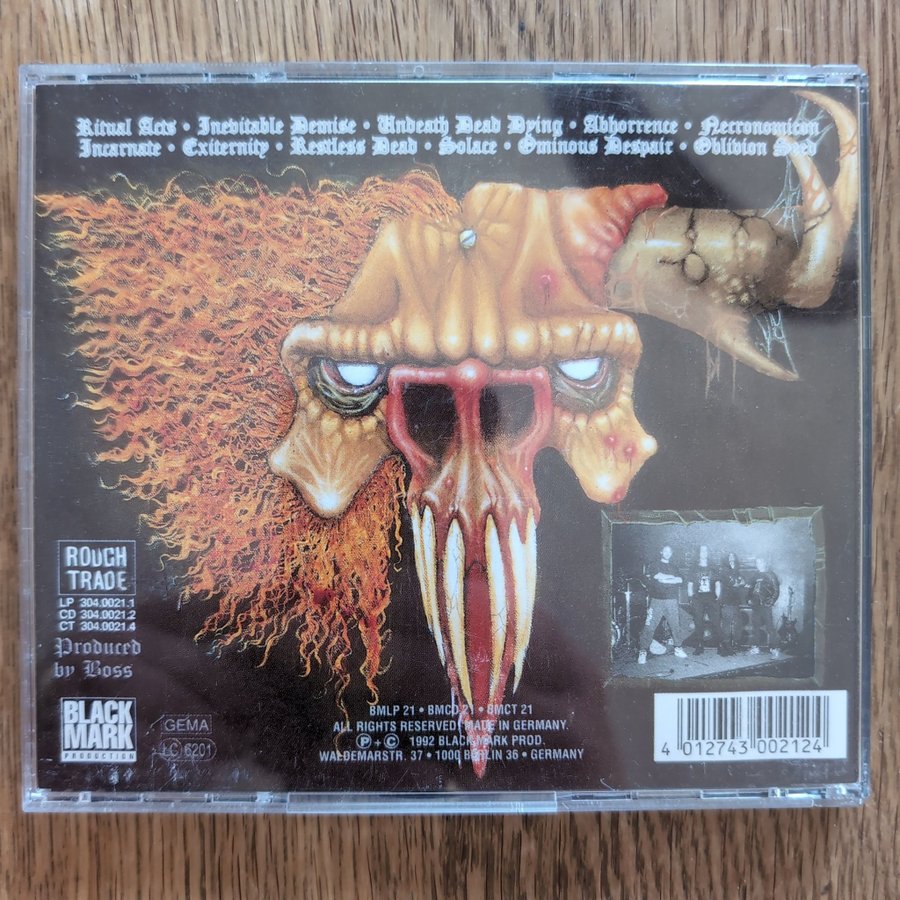 Ritual Acts • Inevitable Demise • Undeath Dead Dying • Abhorrence • Necronomicon
Incarnate • Exiternity • Restless Dead • Solace • Ominous Despair • Oblivion Seed
ROUGH
TRADE
LP 304.0021.1
CD 304.0021.2
CT 304.0021.4
Produced
by Boss
BLACK
MARK
PRODUCTION
GEMA
LC 6201
BMLP 21 • BMCD 21 • BMCT 21
ALL RIGHTS RESERVED! MADE IN GERMANY.
P + C 1992 BLACK MARK PROD.
WALDEMARSTR. 37 • 1000 BERLIN 36 • GERMANY
4 012743 002124